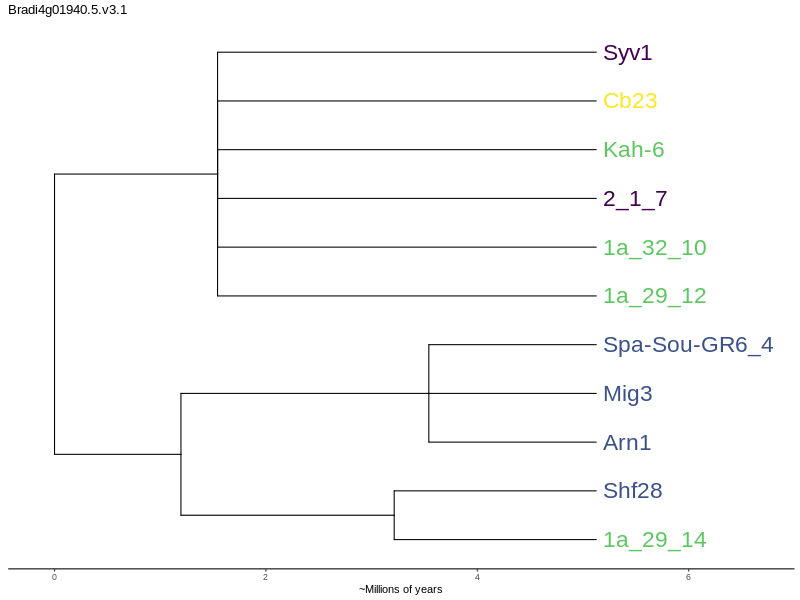 Bradi4g01940.5.v3.1
Syv1
Cb23
Kah-6
2_1_7
1a_32_10
1a_29_12
Spa-Sou-GR6_4
Mig3
Arn1
Shf28
1a_29_14
0 2 4 6
~Millions of years